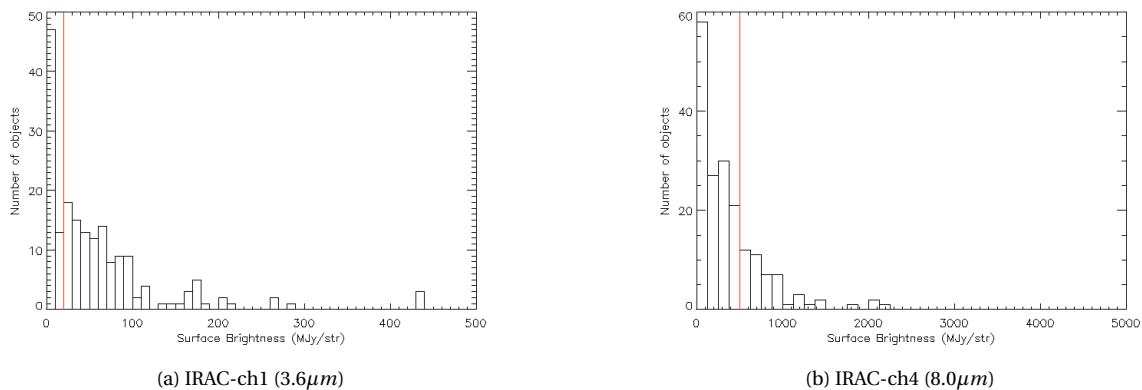 50
40
30
20
10
0
Number of objects
0 100 200 300 400 500
Surface Brightness (MJy/str)
(a) IRAC-ch1 (3.6μm)
60
40
20
0
Number of objects
0 1000 2000 3000 4000 5000
Surface Brightness (MJy/str)
(b) IRAC-ch4 (8.0μm)